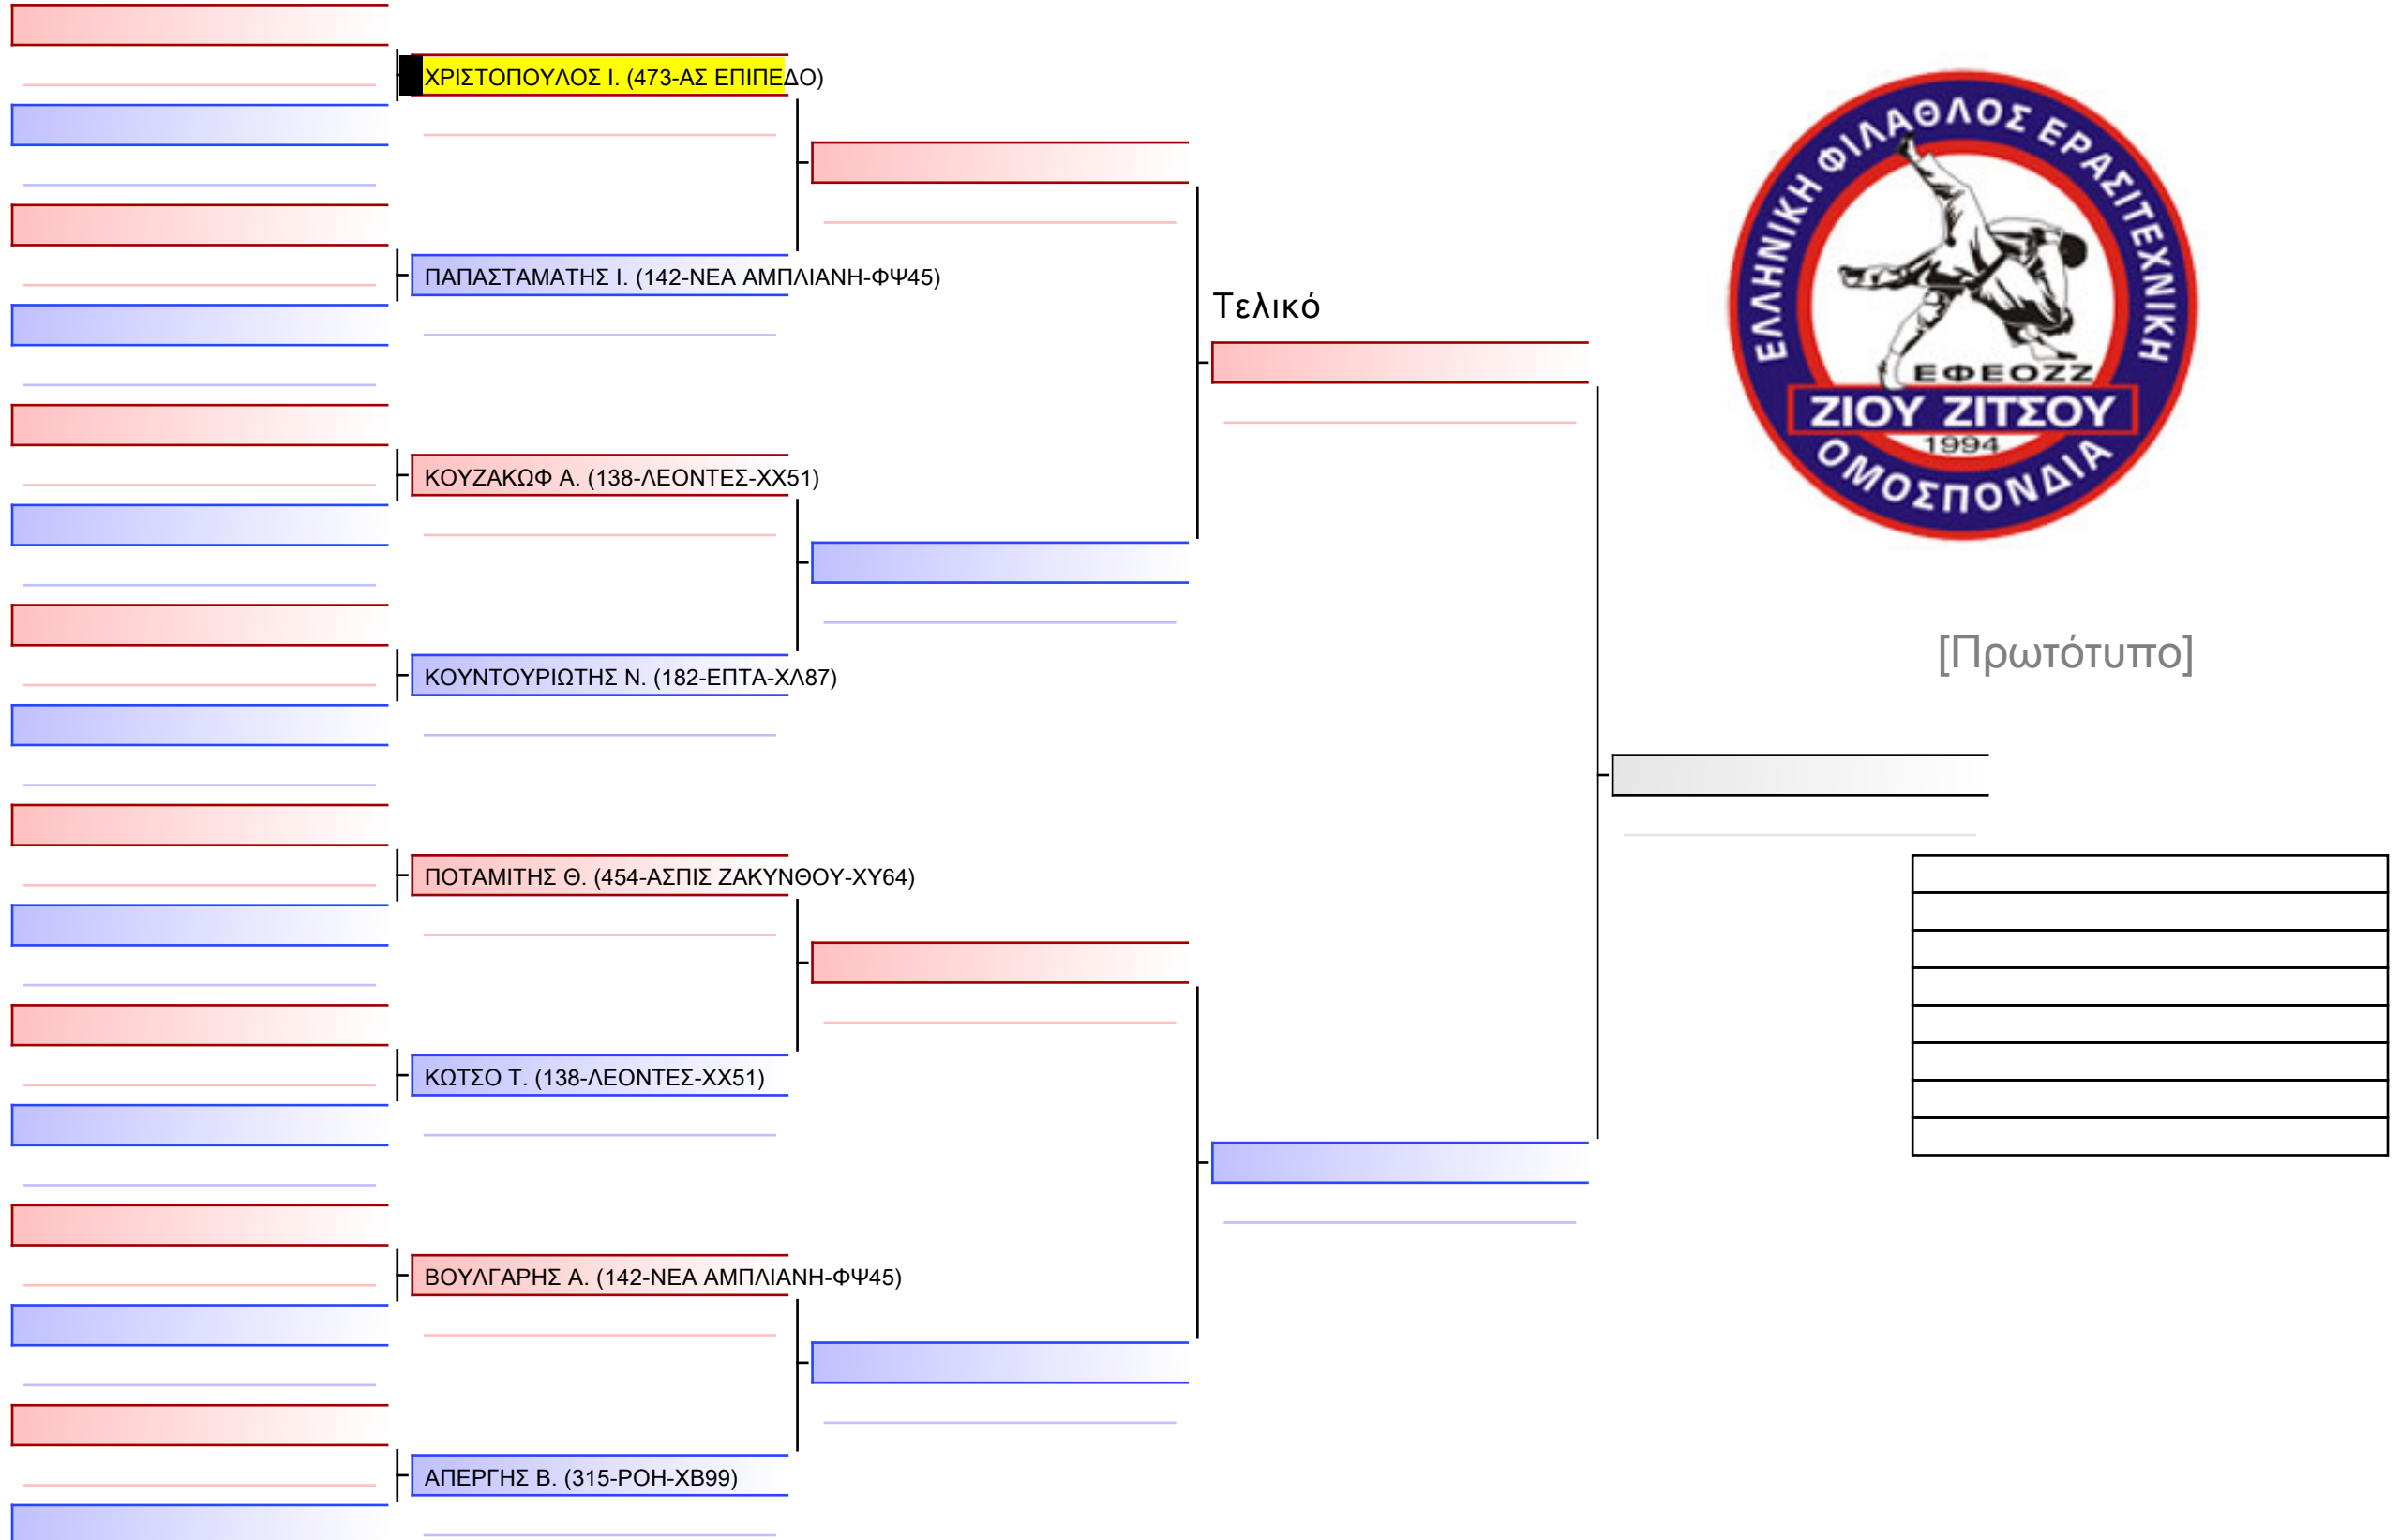 ΧΡΙΣΤΟΠΟΥΛΟΣ Ι. (473-ΑΣ ΕΠΙΠΕΔΟ)
ΠΑΠΑΣΤΑΜΑΤΗΣ Ι. (142-ΝΕΑ ΑΜΠΛΙΑΝΗ-ΦΨ45)
ΚΟΥΖΑΚΩΦ Α. (138-ΛΕΟΝΤΕΣ-ΧΧ51)
ΚΟΥΝΤΟΥΡΙΩΤΗΣ Ν. (182-ΕΠΤΑ-ΧΛ87)
ΠΟΤΑΜΙΤΗΣ Θ. (454-ΑΣΠΙΣ ΖΑΚΥΝΘΟΥ-ΧΥ64)
ΚΩΤΣΟ Τ. (138-ΛΕΟΝΤΕΣ-ΧΧ51)
ΒΟΥΛΓΑΡΗΣ Α. (142-ΝΕΑ ΑΜΠΛΙΑΝΗ-ΦΨ45)
ΑΠΕΡΓΗΣ Β. (315-ΡΟΗ-ΧΒ99)
Τελικό
ΕΛΛΗΝΙΚΗ ΦΙΛΑΘΛΟΣ ΕΡΑΣΙΤΕΧΝΙΚΗ
ΕΦΕΟΖΖ
ΖΙΟΥ ΖΙΤΣΟΥ
1994
ΟΜΟΣΠΟΝΔΙΑ
[Πρωτότυπο]